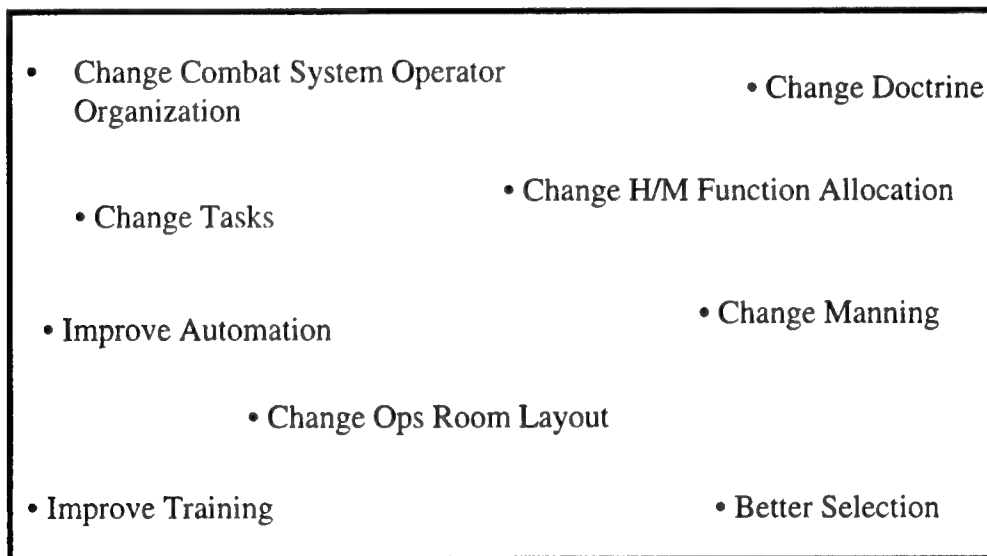 • Change Combat System Operator
Organization
• Change Doctrine
• Change H/M Function Allocation
• Change Tasks
• Change Manning
• Improve Automation
• Change Ops Room Layout
• Improve Training
• Better Selection